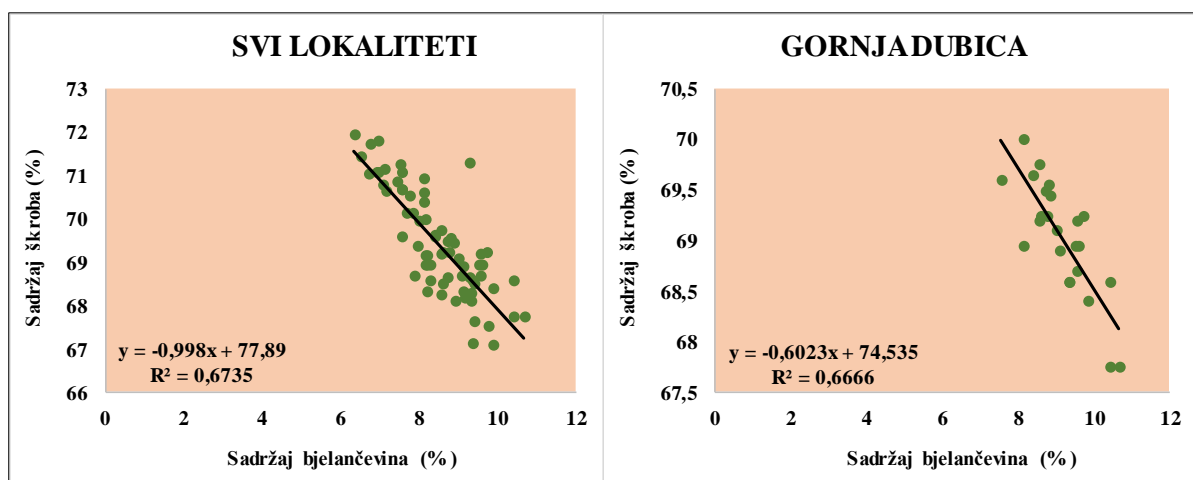 SVI LOKALITETI
Sadržaj škroba (%)
73
72
71
70
69
68
67
66
y = -0,998x + 77,89
R² = 0,6735
0 2 4 6 8 10 12
Sadržaj bjelančevina (%)
GORNJA DUBICA
Sadržaj škroba (%)
70,5
70
69,5
69
68,5
68
67,5
y = -0,6023x + 74,535
R² = 0,6666
0 2 4 6 8 10 12
Sadržaj bjelančevina (%)